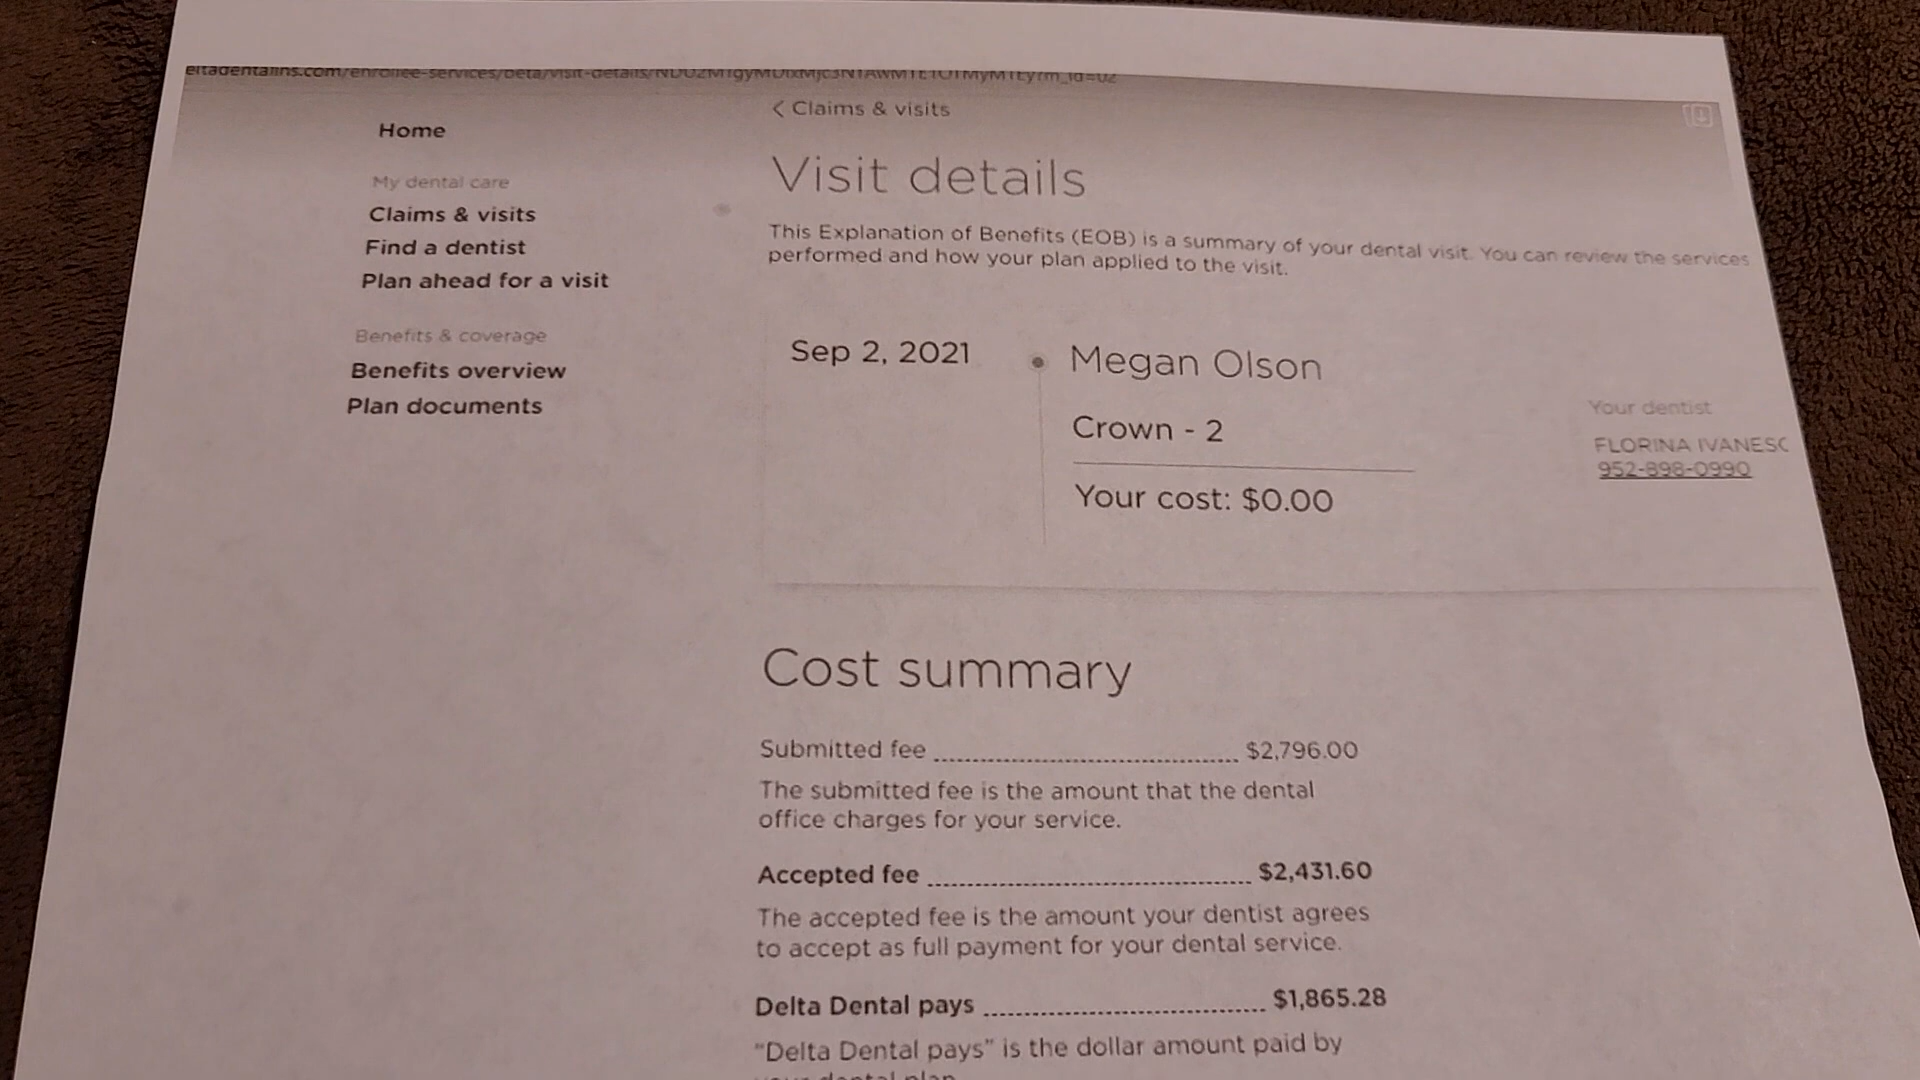 Home
My dental care
Claims & visits
Find a dentist
Plan ahead for a visit
Benefits & coverage
Benefits overview
Plan documents
< Claims & visits
Visit details
This Explanation of Benefits (EOB) is a summary of your dental visit. You can review the services
performed and how your plan applied to the visit.
Sep 2, 2021
Megan Olson
Crown - 2
Your cost: $0.00
Your dentist
FLORINA IVANESC
952-898-0990
Cost summary
Submitted fee $2,796.00
The submitted fee is the amount that the dental
office charges for your service.
Accepted fee $2,431.60
The accepted fee is the amount your dentist agrees
to accept as full payment for your dental service.
Delta Dental pays $1,865.28
"Delta Dental pays" is the dollar amount paid by
your dental plan